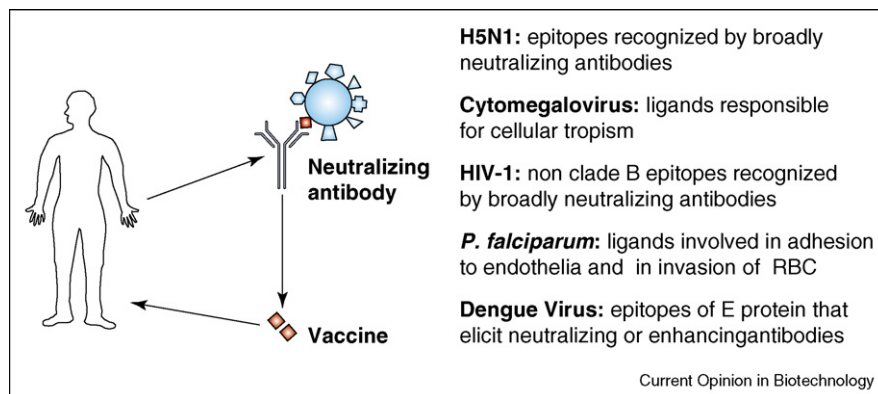 Neutralizing
antibody
Vaccine
H5N1: epitopes recognized by broadly
neutralizing antibodies
Cytomegalovirus: ligands responsible
for cellular tropism
HIV-1: non clade B epitopes recognized
by broadly neutralizing antibodies
P. falciparum: ligands involved in adhesion
to endothelia and in invasion of RBC
Dengue Virus: epitopes of E protein that
elicit neutralizing or enhancingantibodies
Current Opinion in Biotechnology